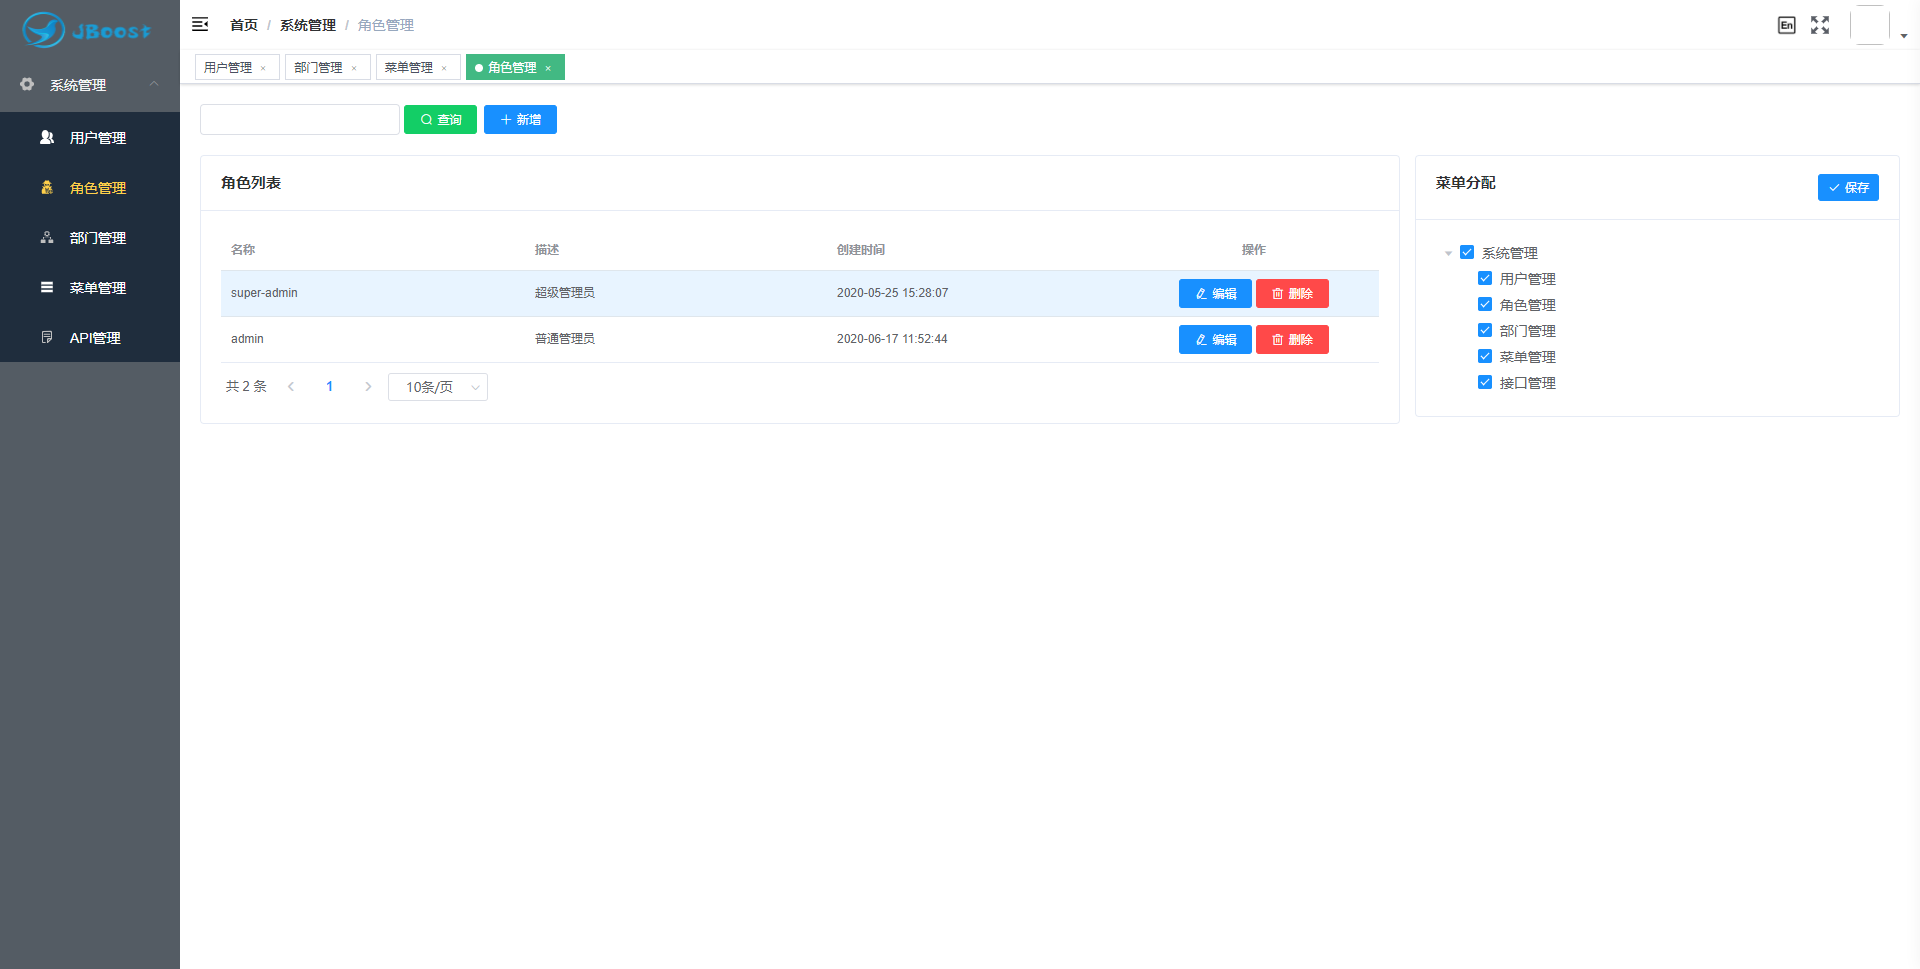 JBoost
首页 / 系统管理 / 角色管理
En
用户管理 × 部门管理 × 菜单管理 × 角色管理 ×
系统管理
用户管理
角色管理
部门管理
菜单管理
API管理
查询 新增
角色列表
名称 描述 创建时间 操作
super-admin 超级管理员 2020-05-25 15:28:07 编辑 删除
admin 普通管理员 2020-06-17 11:52:44 编辑 删除
共 2 条 1 10条/页
菜单分配 保存
系统管理
用户管理
角色管理
部门管理
菜单管理
接口管理